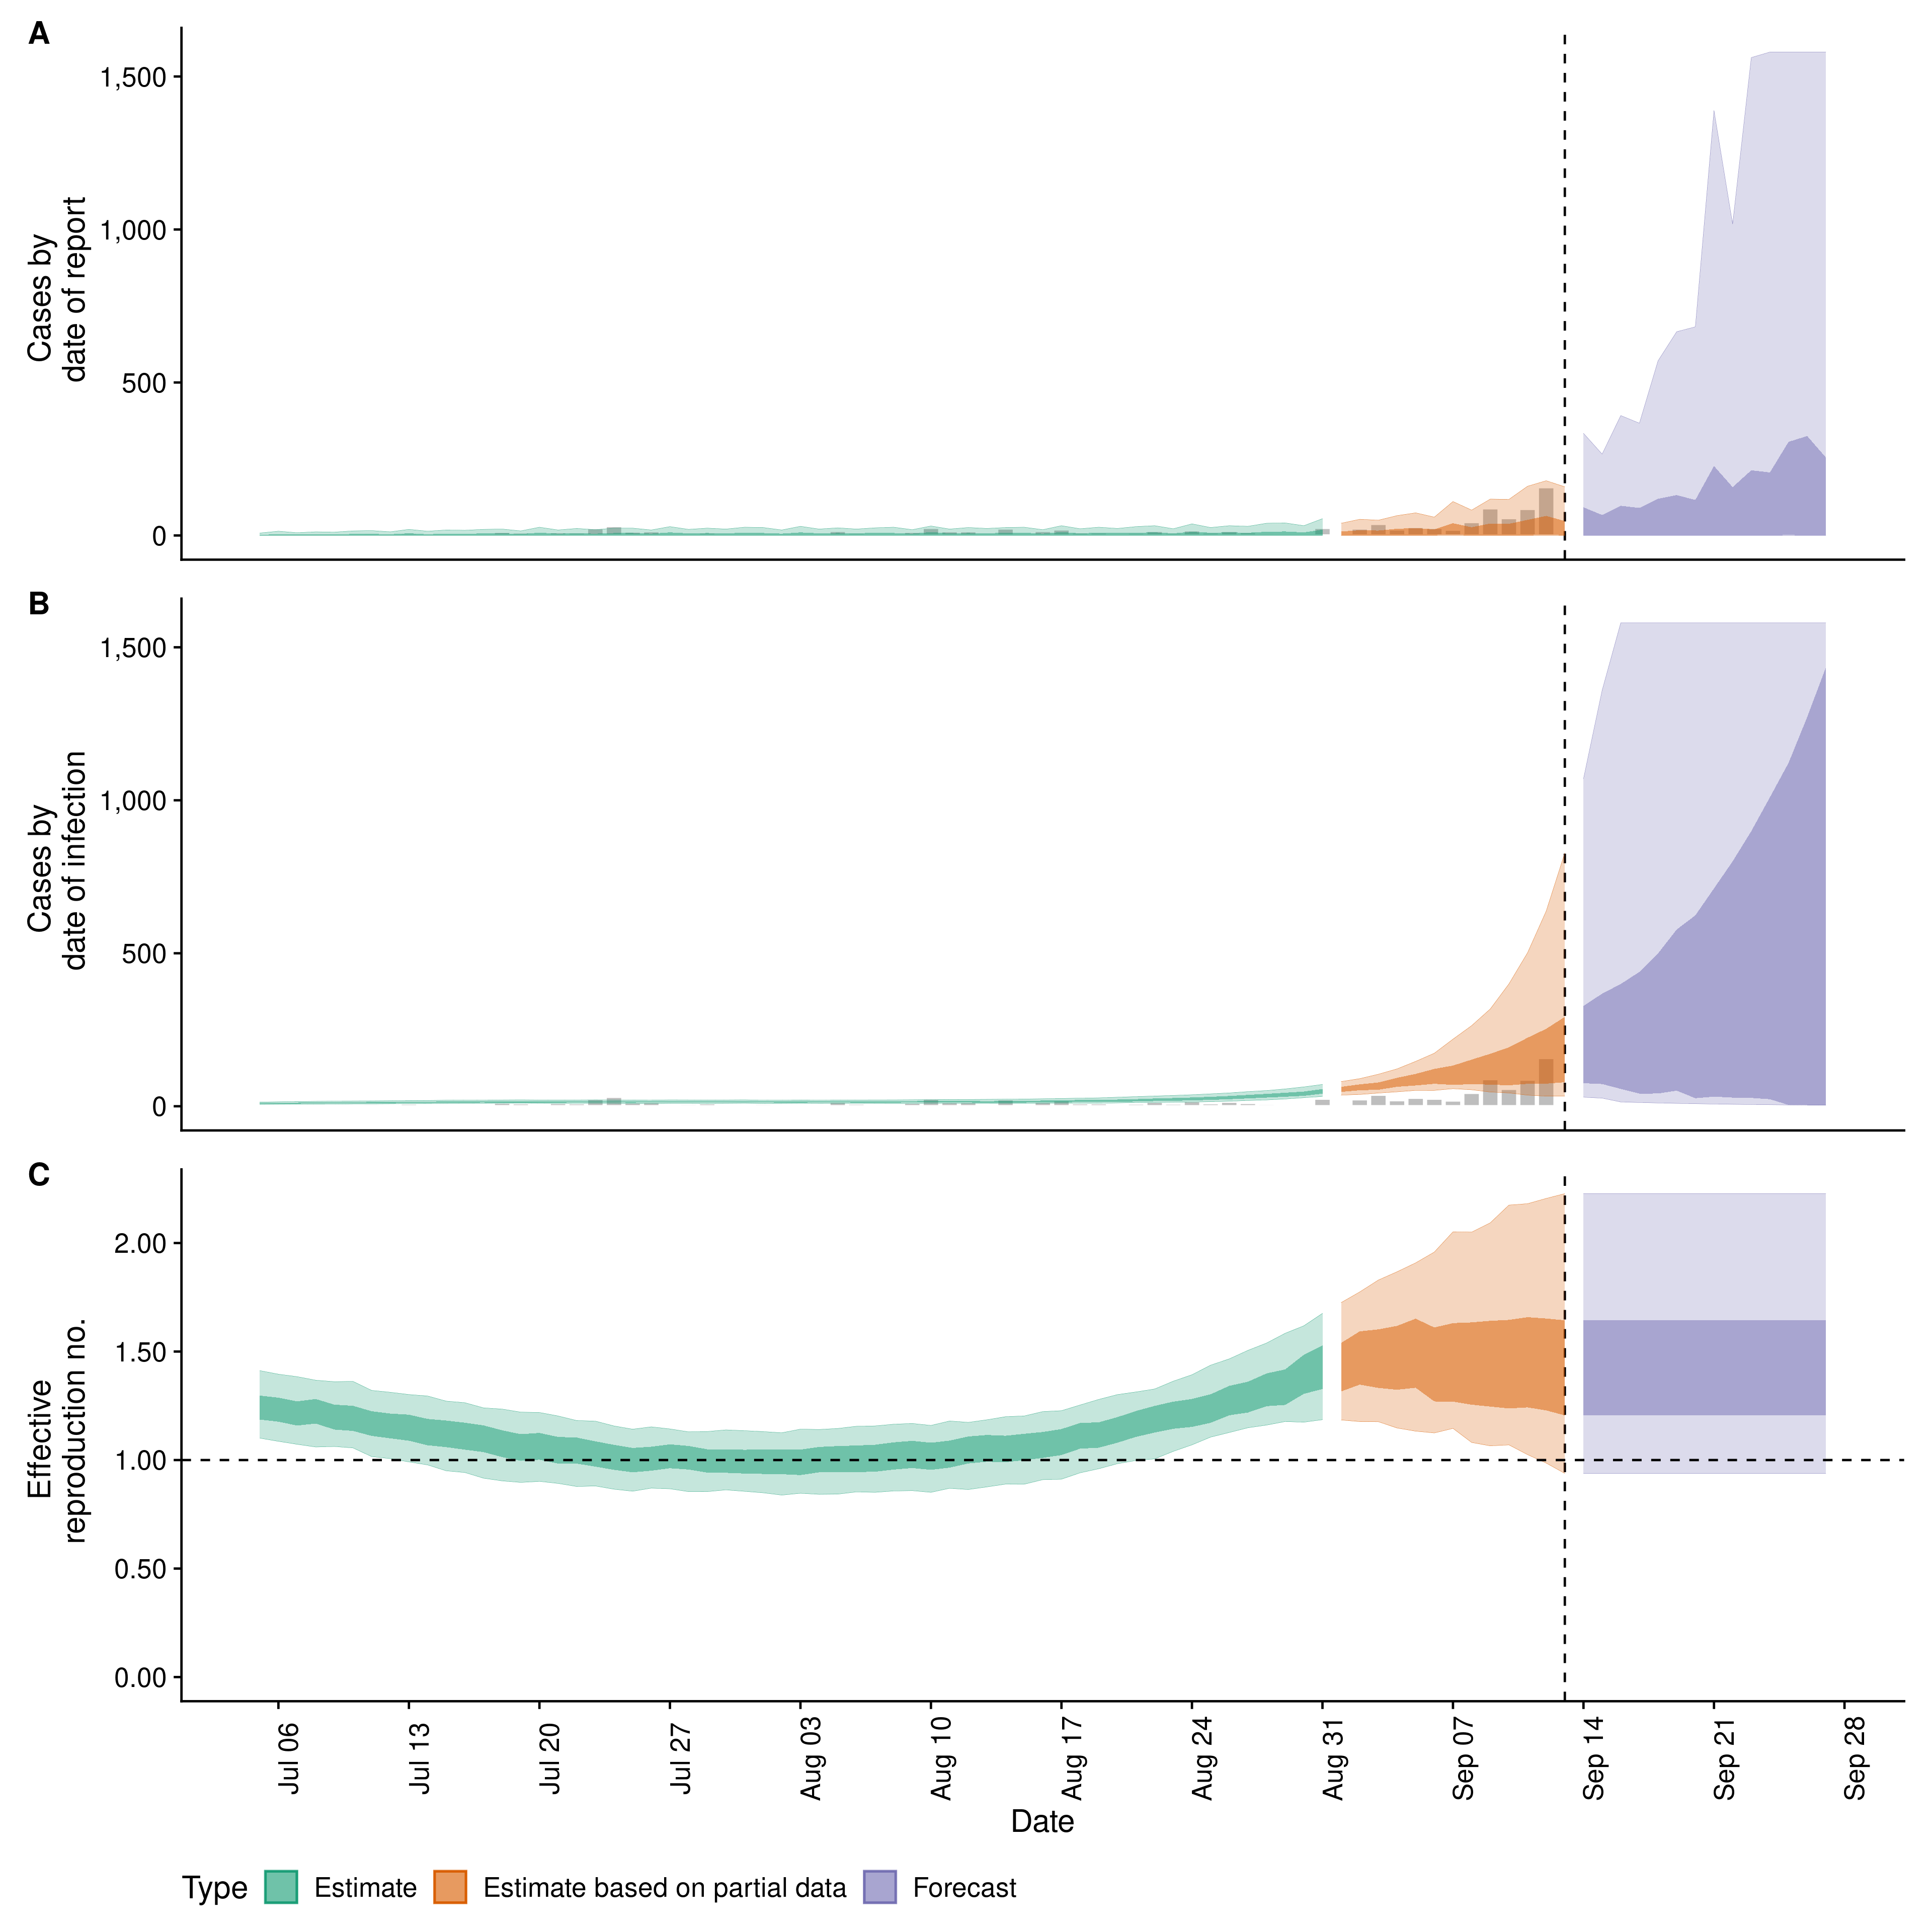 A
Cases by
date of report
1,500
1,000
500
0
B
Cases by
date of infection
1,500
1,000
500
0
C
Effective
reproduction no.
2.00
1.50
1.00
0.50
0.00
Jul 06
Jul 13
Jul 20
Jul 27
Aug 03
Aug 10
Aug 17
Aug 24
Aug 31
Sep 07
Sep 14
Sep 21
Sep 28
Date
Type Estimate Estimate based on partial data Forecast